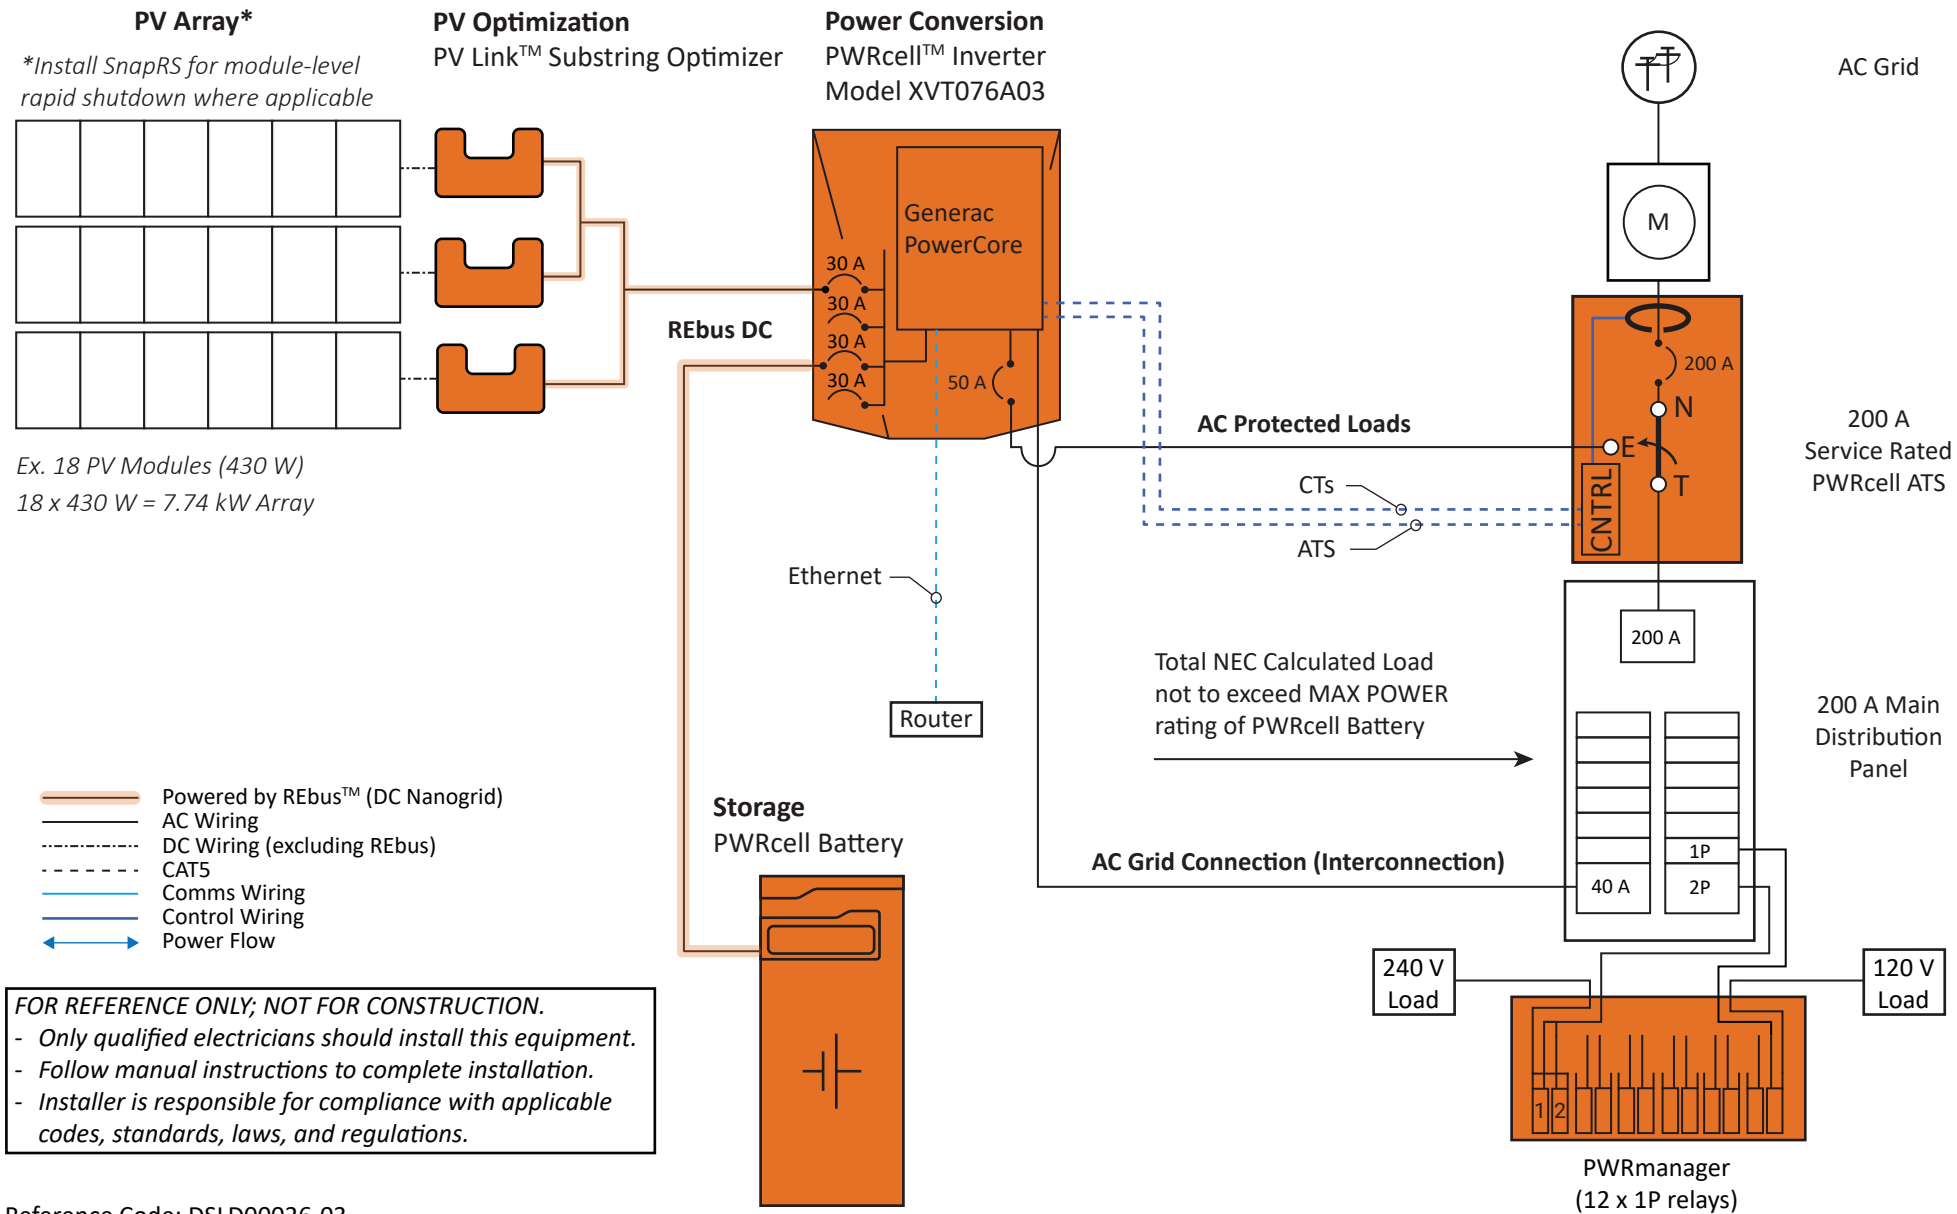 PV Array*
*Install SnapRS for module-level
rapid shutdown where applicable
PV Optimization
PV Link™ Substring Optimizer
Power Conversion
PWRcell™ Inverter
Model XVT076A03
AC Grid
Generac
PowerCore
30 A
30 A
30 A
30 A
50 A
REbus DC
M
200 A
N
E
T
CNTRL
200 A
Service Rated
PWRcell ATS
AC Protected Loads
CTs
ATS
Ex. 18 PV Modules (430 W)
18 x 430 W = 7.74 kW Array
Ethernet
Router
Total NEC Calculated Load
not to exceed MAX POWER
rating of PWRcell Battery
200 A
200 A Main
Distribution
Panel
1P
40 A
2P
AC Grid Connection (Interconnection)
Powered by REbus™ (DC Nanogrid)
AC Wiring
DC Wiring (excluding REbus)
CAT5
Comms Wiring
Control Wiring
Power Flow
Storage
PWRcell Battery
240 V
Load
120 V
Load
1 2
PWRmanager
(12 x 1P relays)
FOR REFERENCE ONLY; NOT FOR CONSTRUCTION.
- Only qualified electricians should install this equipment.
- Follow manual instructions to complete installation.
- Installer is responsible for compliance with applicable
codes, standards, laws, and regulations.
Reference Code: